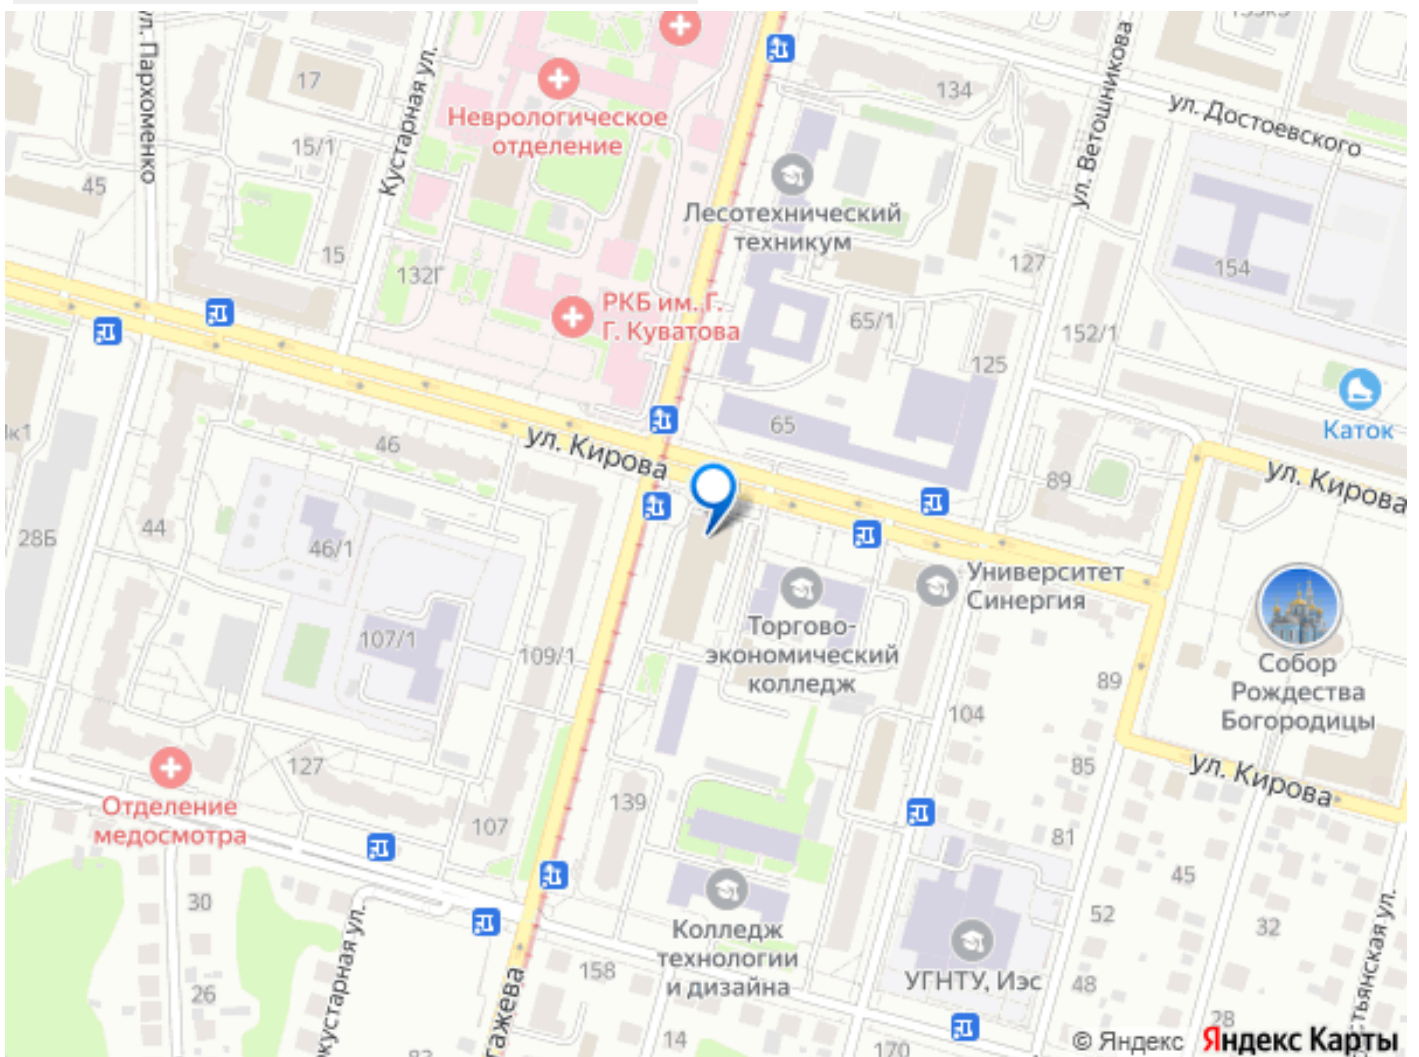 ул. Пархоменко
Кустарная ул.
17
15/1
45
15
132Г
Неврологическое
отделение
134
ул. Достоевского
ул. Ветошникова
Лесотехнический
техникум
127
154
РКБ им. Г.
Г. Куватова
65/1
152/1
125
65
Каток
46
ул. Кирова
89
ул. Кирова
44
28Б
46/1
Университет
Синергия
Торгово-
экономический
колледж
107/1
109/1
Собор
Рождества
Богородицы
89
104
85
ул. Кирова
127
Отделение
медосмотра
139
107
81
45
30
52
32
Колледж
технологии
и дизайна
158
УГНТУ, Иэс
48
26
28
14
170
© Яндекс
Яндекс Карты